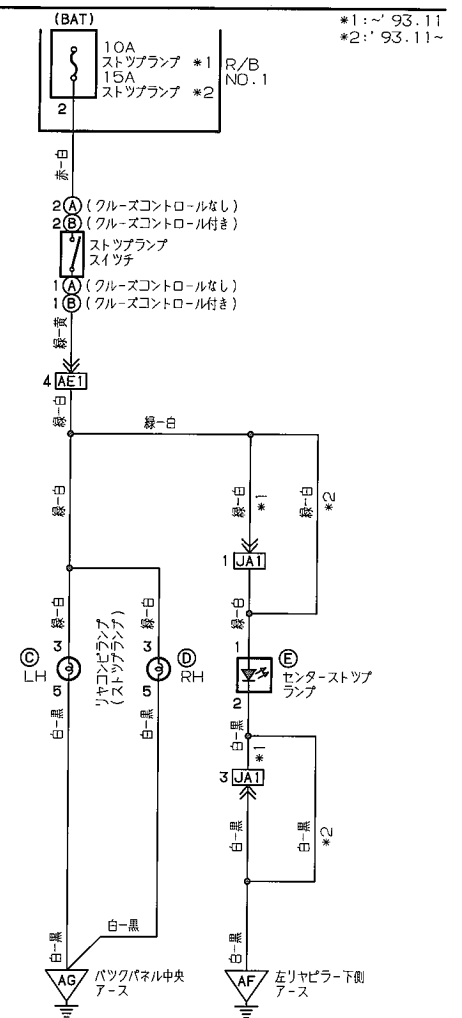 (BAT)
*1:~'93.11
*2:'93.11~
10A
ストツプランプ *1
15A
ストツプランプ *2
R/B
NO.1
2
赤-白
2 A (クルーズコントロールなし)
2 B (クルーズコントロール付き)
ストツプランプ
スイツチ
1 A (クルーズコントロールなし)
1 B (クルーズコントロール付き)
緑-黄
4 AE1
緑-白
緑-白
緑-白
緑-白
*1
緑-白
*2
1 JA1
緑-白
緑-白
緑-白
C
LH
3
5
リヤコンビランプ
(ストツプランプ)
3
5
D
RH
1
E
センターストツプ
ランプ
2
白-黒
白-黒
白-黒
*1
3 JA1
白-黒
白-黒
*2
白-黒
白-黒
白-黒
AG
バツクパネル中央
アース
AF
左リヤピラー下側
アース